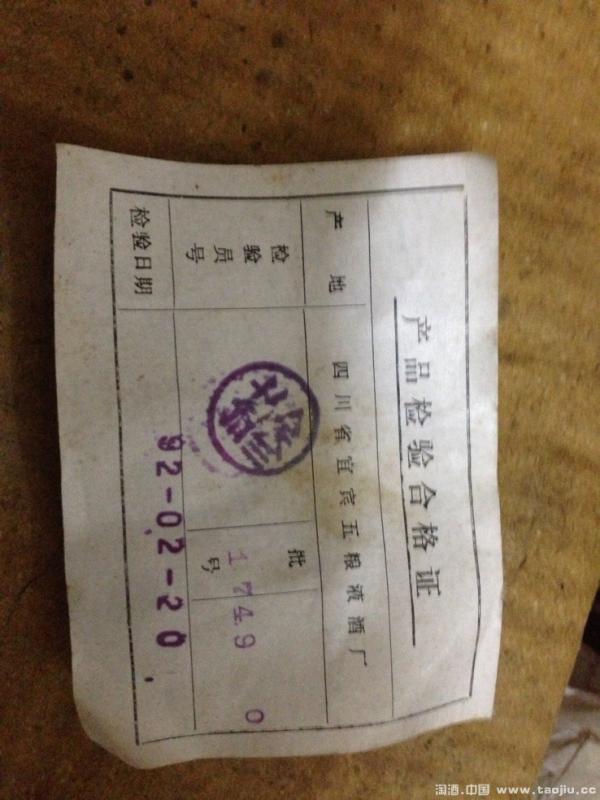 产品检验合格证
产地 四川省宜宾五粮液酒厂
检验员号 批号 1749 0
检验日期 92-02-20
淘酒.中国 www.taojiu.cc